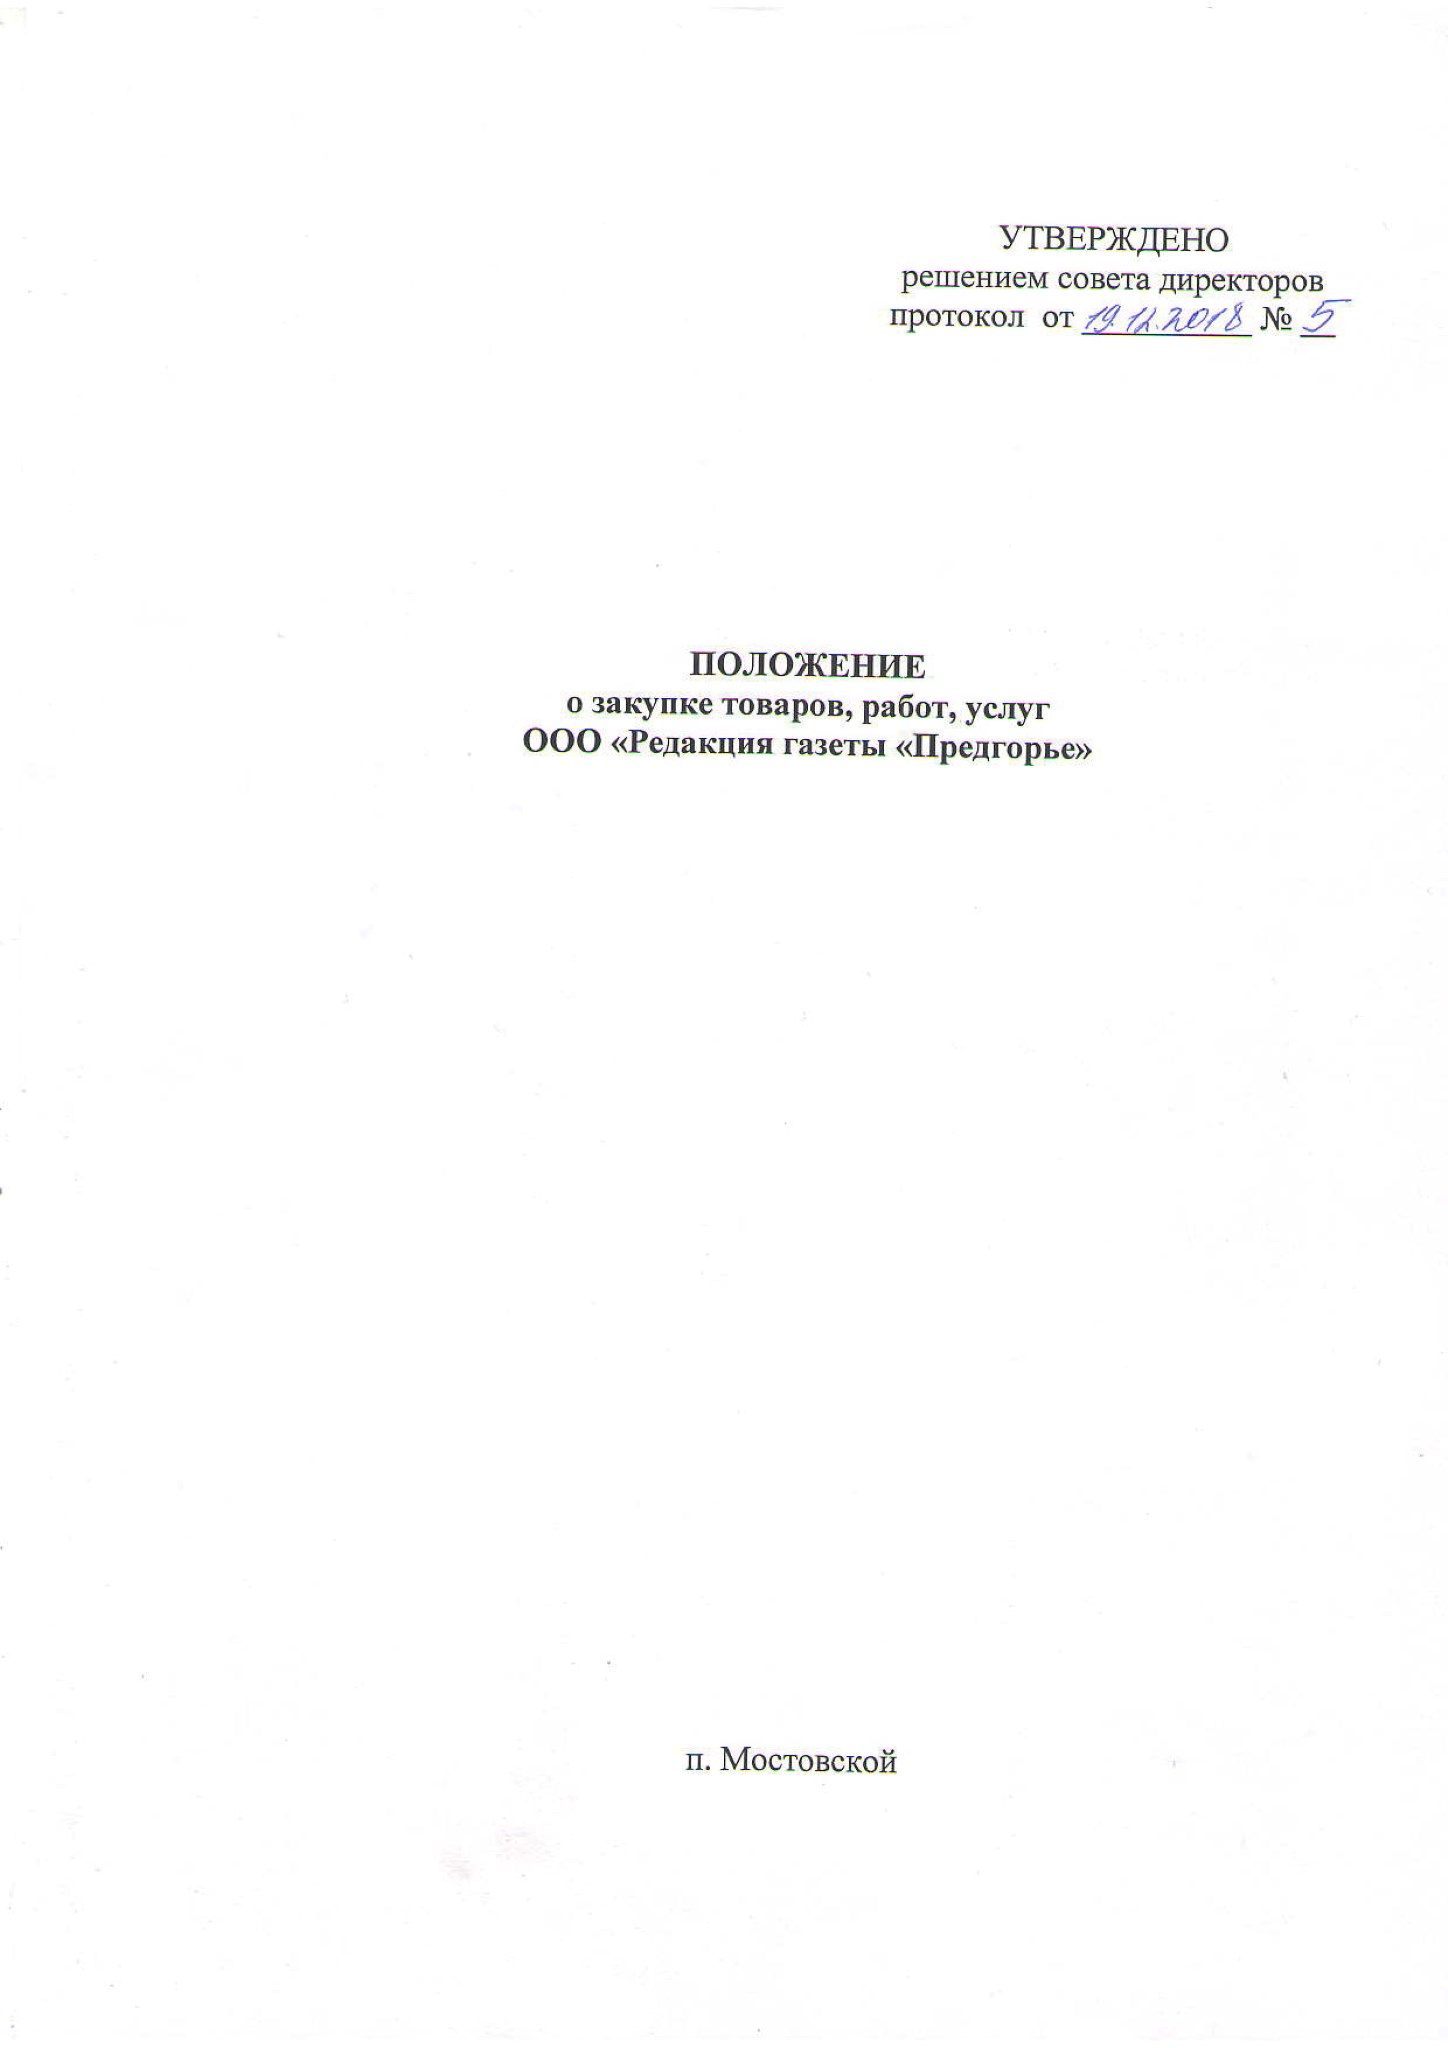 УТВЕРЖДЕНО
решением совета директоров
протокол от 19.12.2018 № 5
ПОЛОЖЕНИЕ
о закупке товаров, работ, услуг
ООО «Редакция газеты «Предгорье»
п. Мостовской